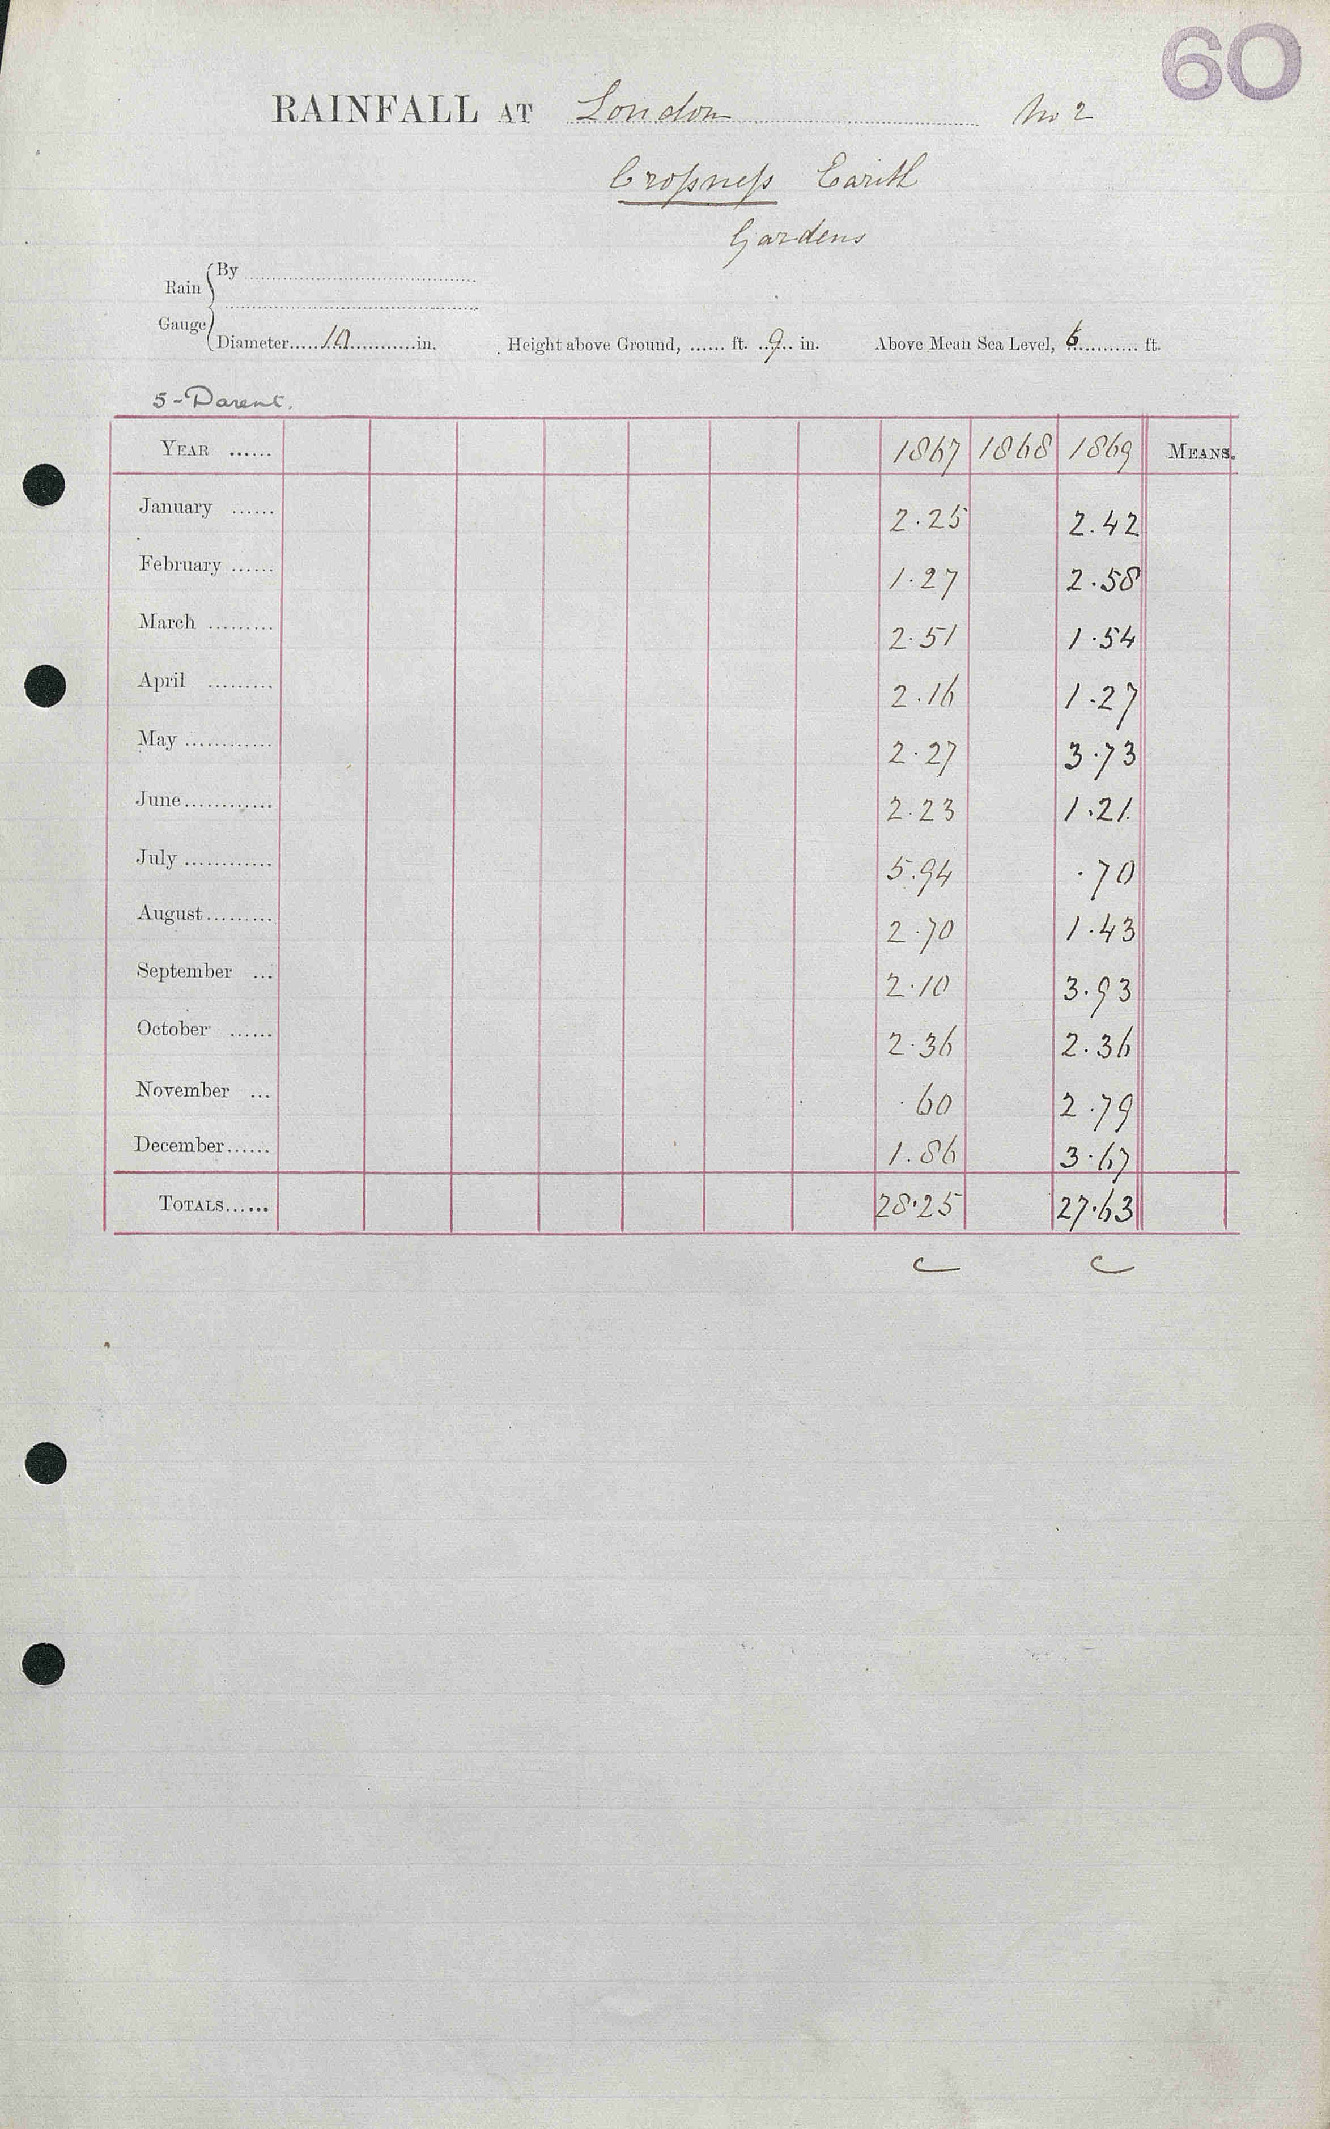 60
RAINFALL AT London No 2
Crossness Earith
Gardens
Rain Gauge
By
Diameter 10 in. Height above Ground, ...... ft. 9 in. Above Mean Sea Level, 6 ft.
5-Darent.
YEAR ...... 1867 1868 1869 MEANS.
January ...... 2.25 2.42
February ...... 1.27 2.58
March ......... 2.51 1.54
April ......... 2.16 1.27
May ............ 2.27 3.73
June............ 2.23 1.21
July ............ 5.94 .70
August......... 2.70 1.43
September ... 2.10 3.93
October ...... 2.36 2.36
November ... .60 2.79
December...... 1.86 3.67
TOTALS...... 28.25 27.63
C C